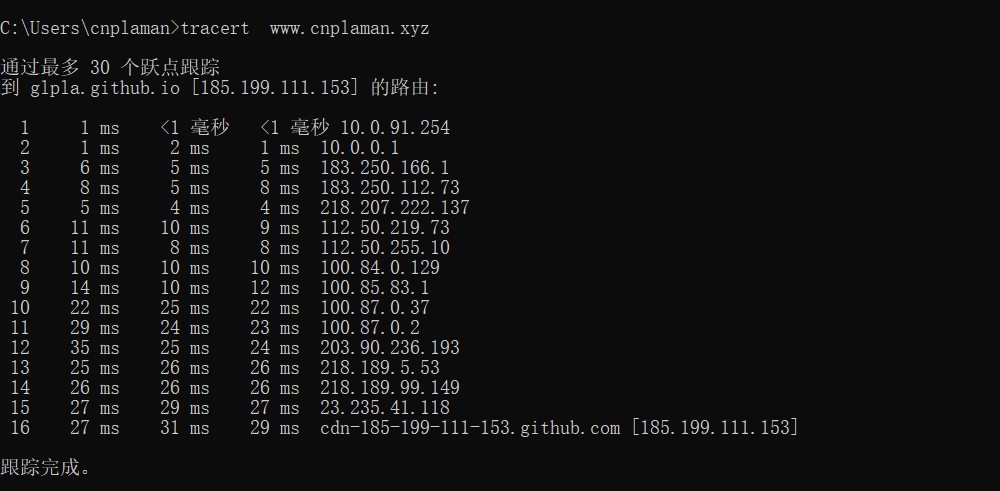 C:\Users\cnplaman>tracert  www.cnplaman.xyz
通过最多 30 个跃点跟踪
到 glpla.github.io [185.199.111.153] 的路由:
  1     1 ms    <1 毫秒   <1 毫秒 10.0.91.254
  2     1 ms     2 ms     1 ms  10.0.0.1
  3     6 ms     5 ms     5 ms  183.250.166.1
  4     8 ms     5 ms     8 ms  183.250.112.73
  5     5 ms     4 ms     4 ms  218.207.222.137
  6    11 ms    10 ms     9 ms  112.50.219.73
  7    11 ms     8 ms     8 ms  112.50.255.10
  8    10 ms    10 ms    10 ms  100.84.0.129
  9    14 ms    10 ms    12 ms  100.85.83.1
 10    22 ms    25 ms    22 ms  100.87.0.37
 11    29 ms    24 ms    23 ms  100.87.0.2
 12    35 ms    25 ms    24 ms  203.90.236.193
 13    25 ms    26 ms    26 ms  218.189.5.53
 14    26 ms    26 ms    26 ms  218.189.99.149
 15    27 ms    29 ms    27 ms  23.235.41.118
 16    27 ms    31 ms    29 ms  cdn-185-199-111-153.github.com [185.199.111.153]
跟踪完成。